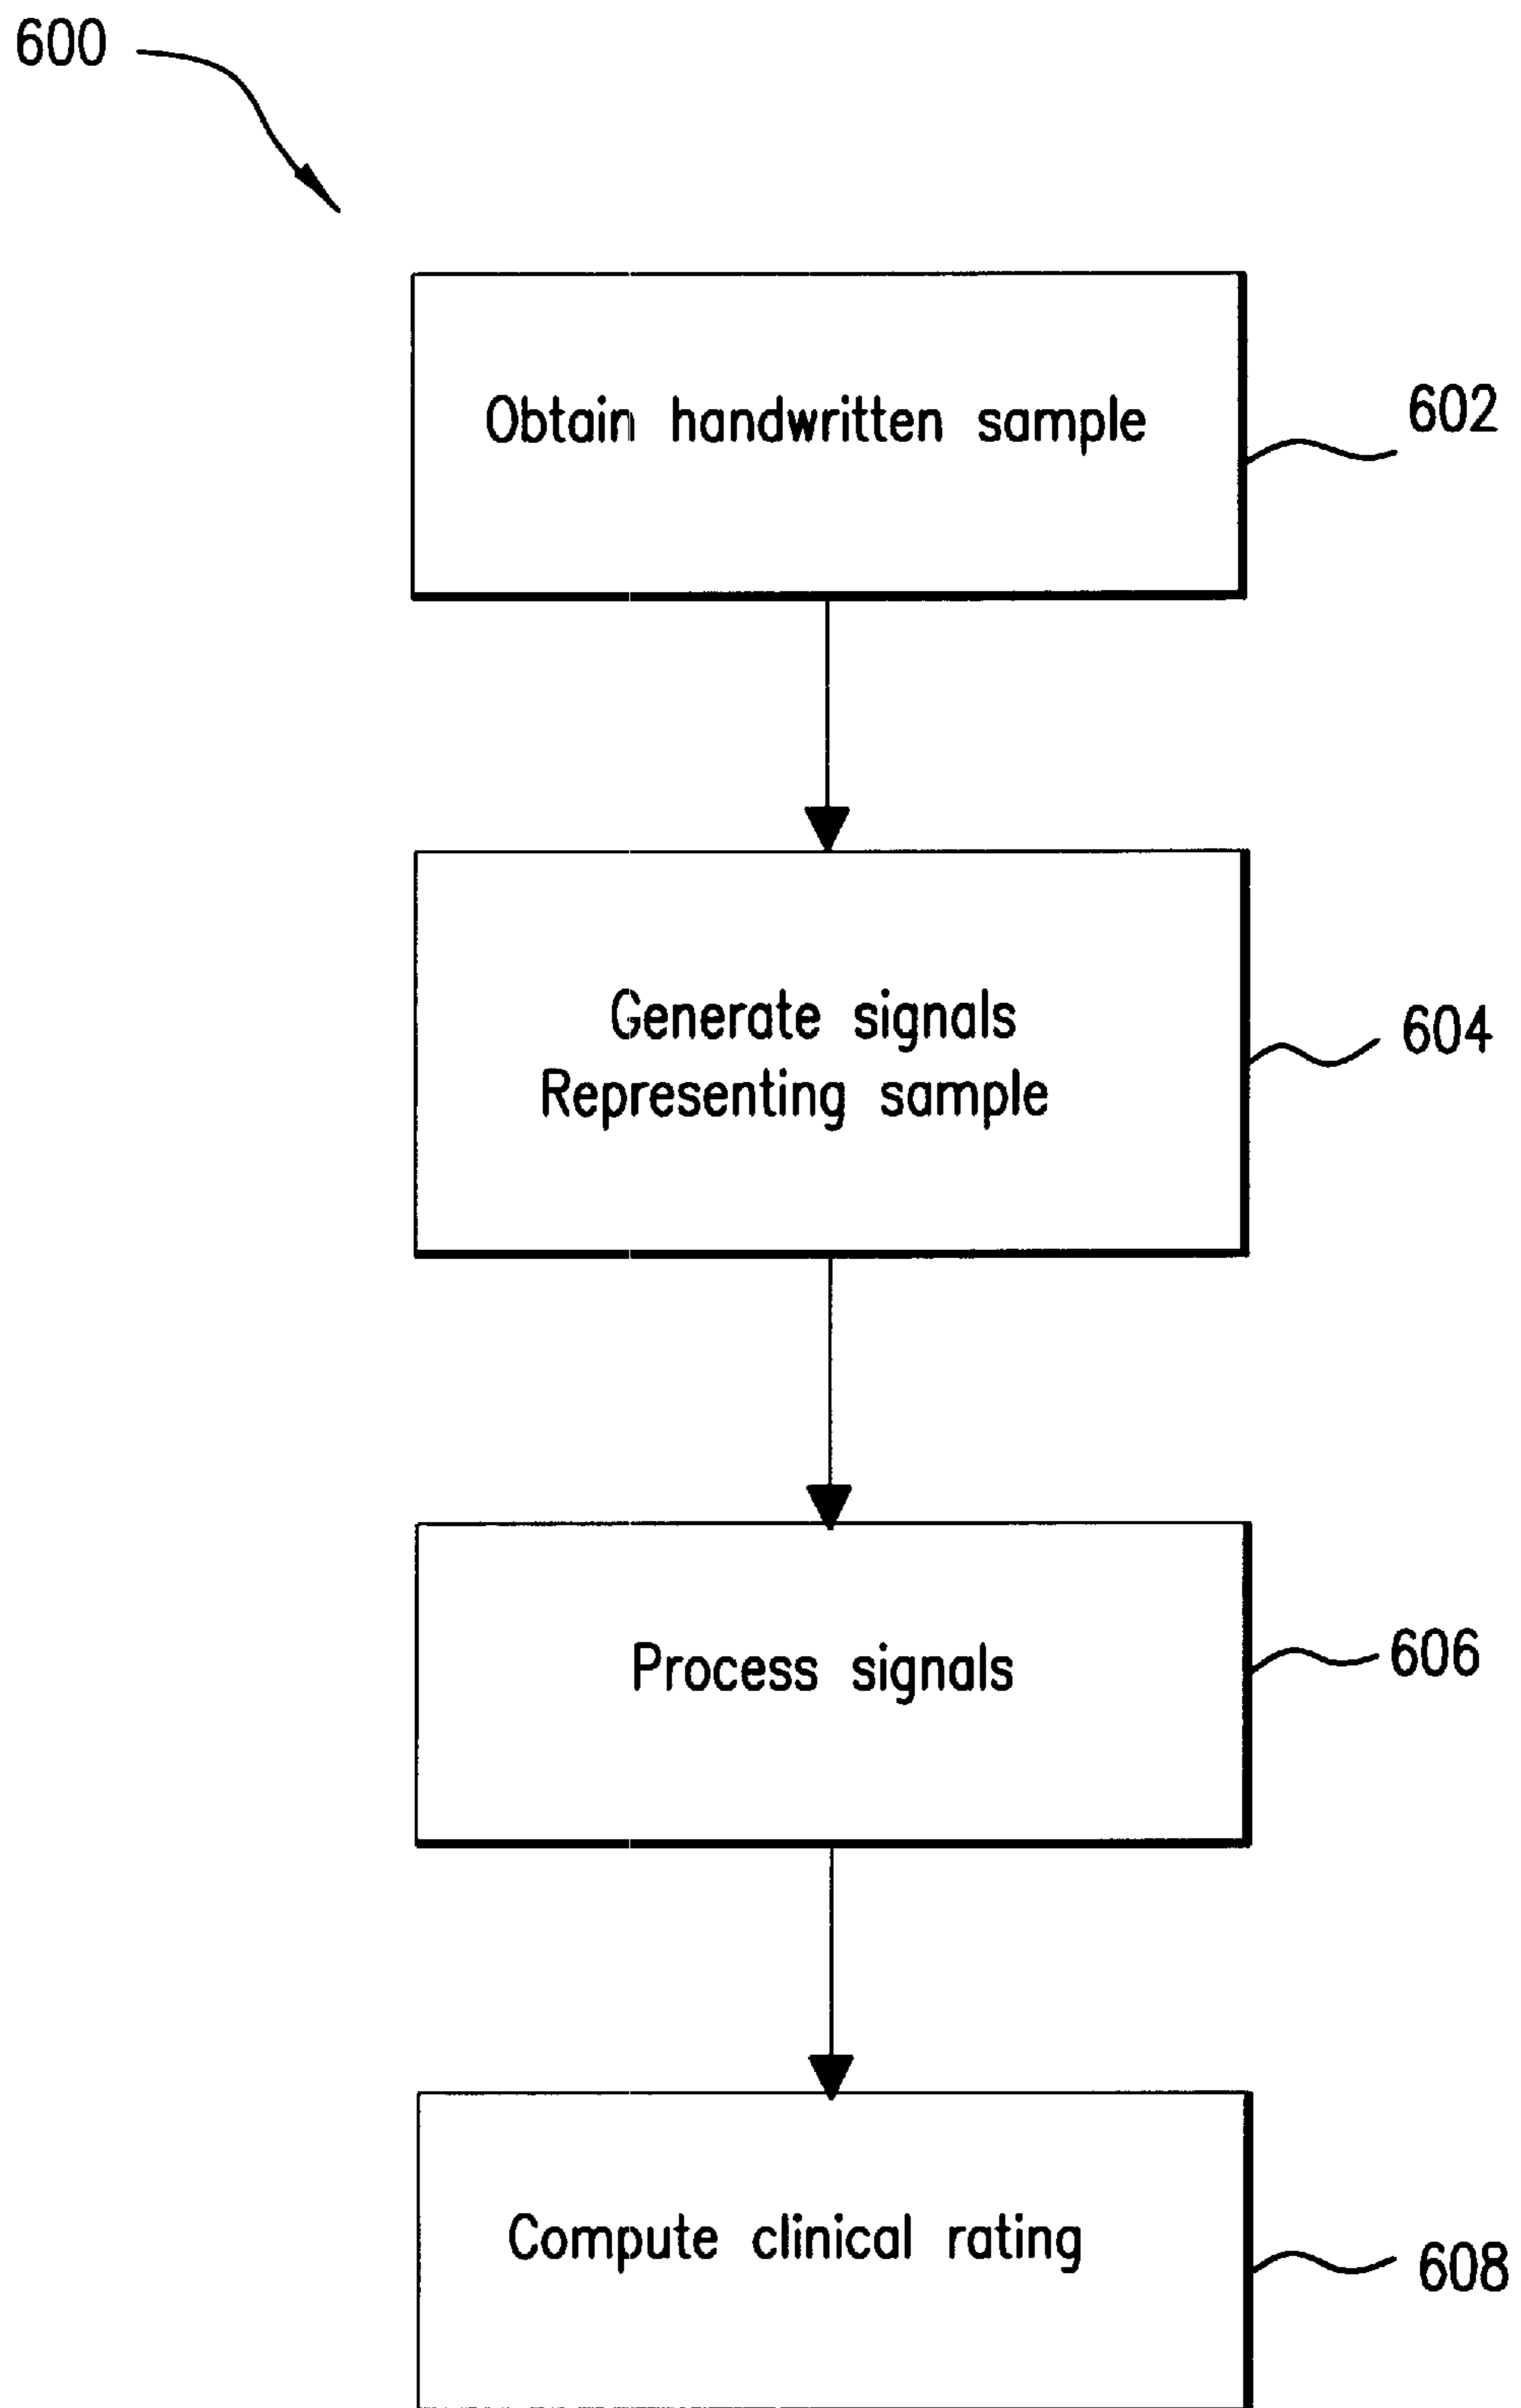 600
Obtain handwritten sample
602
Generate signals
604
Representing sample
Process signals
606
Compute clinical rating
608